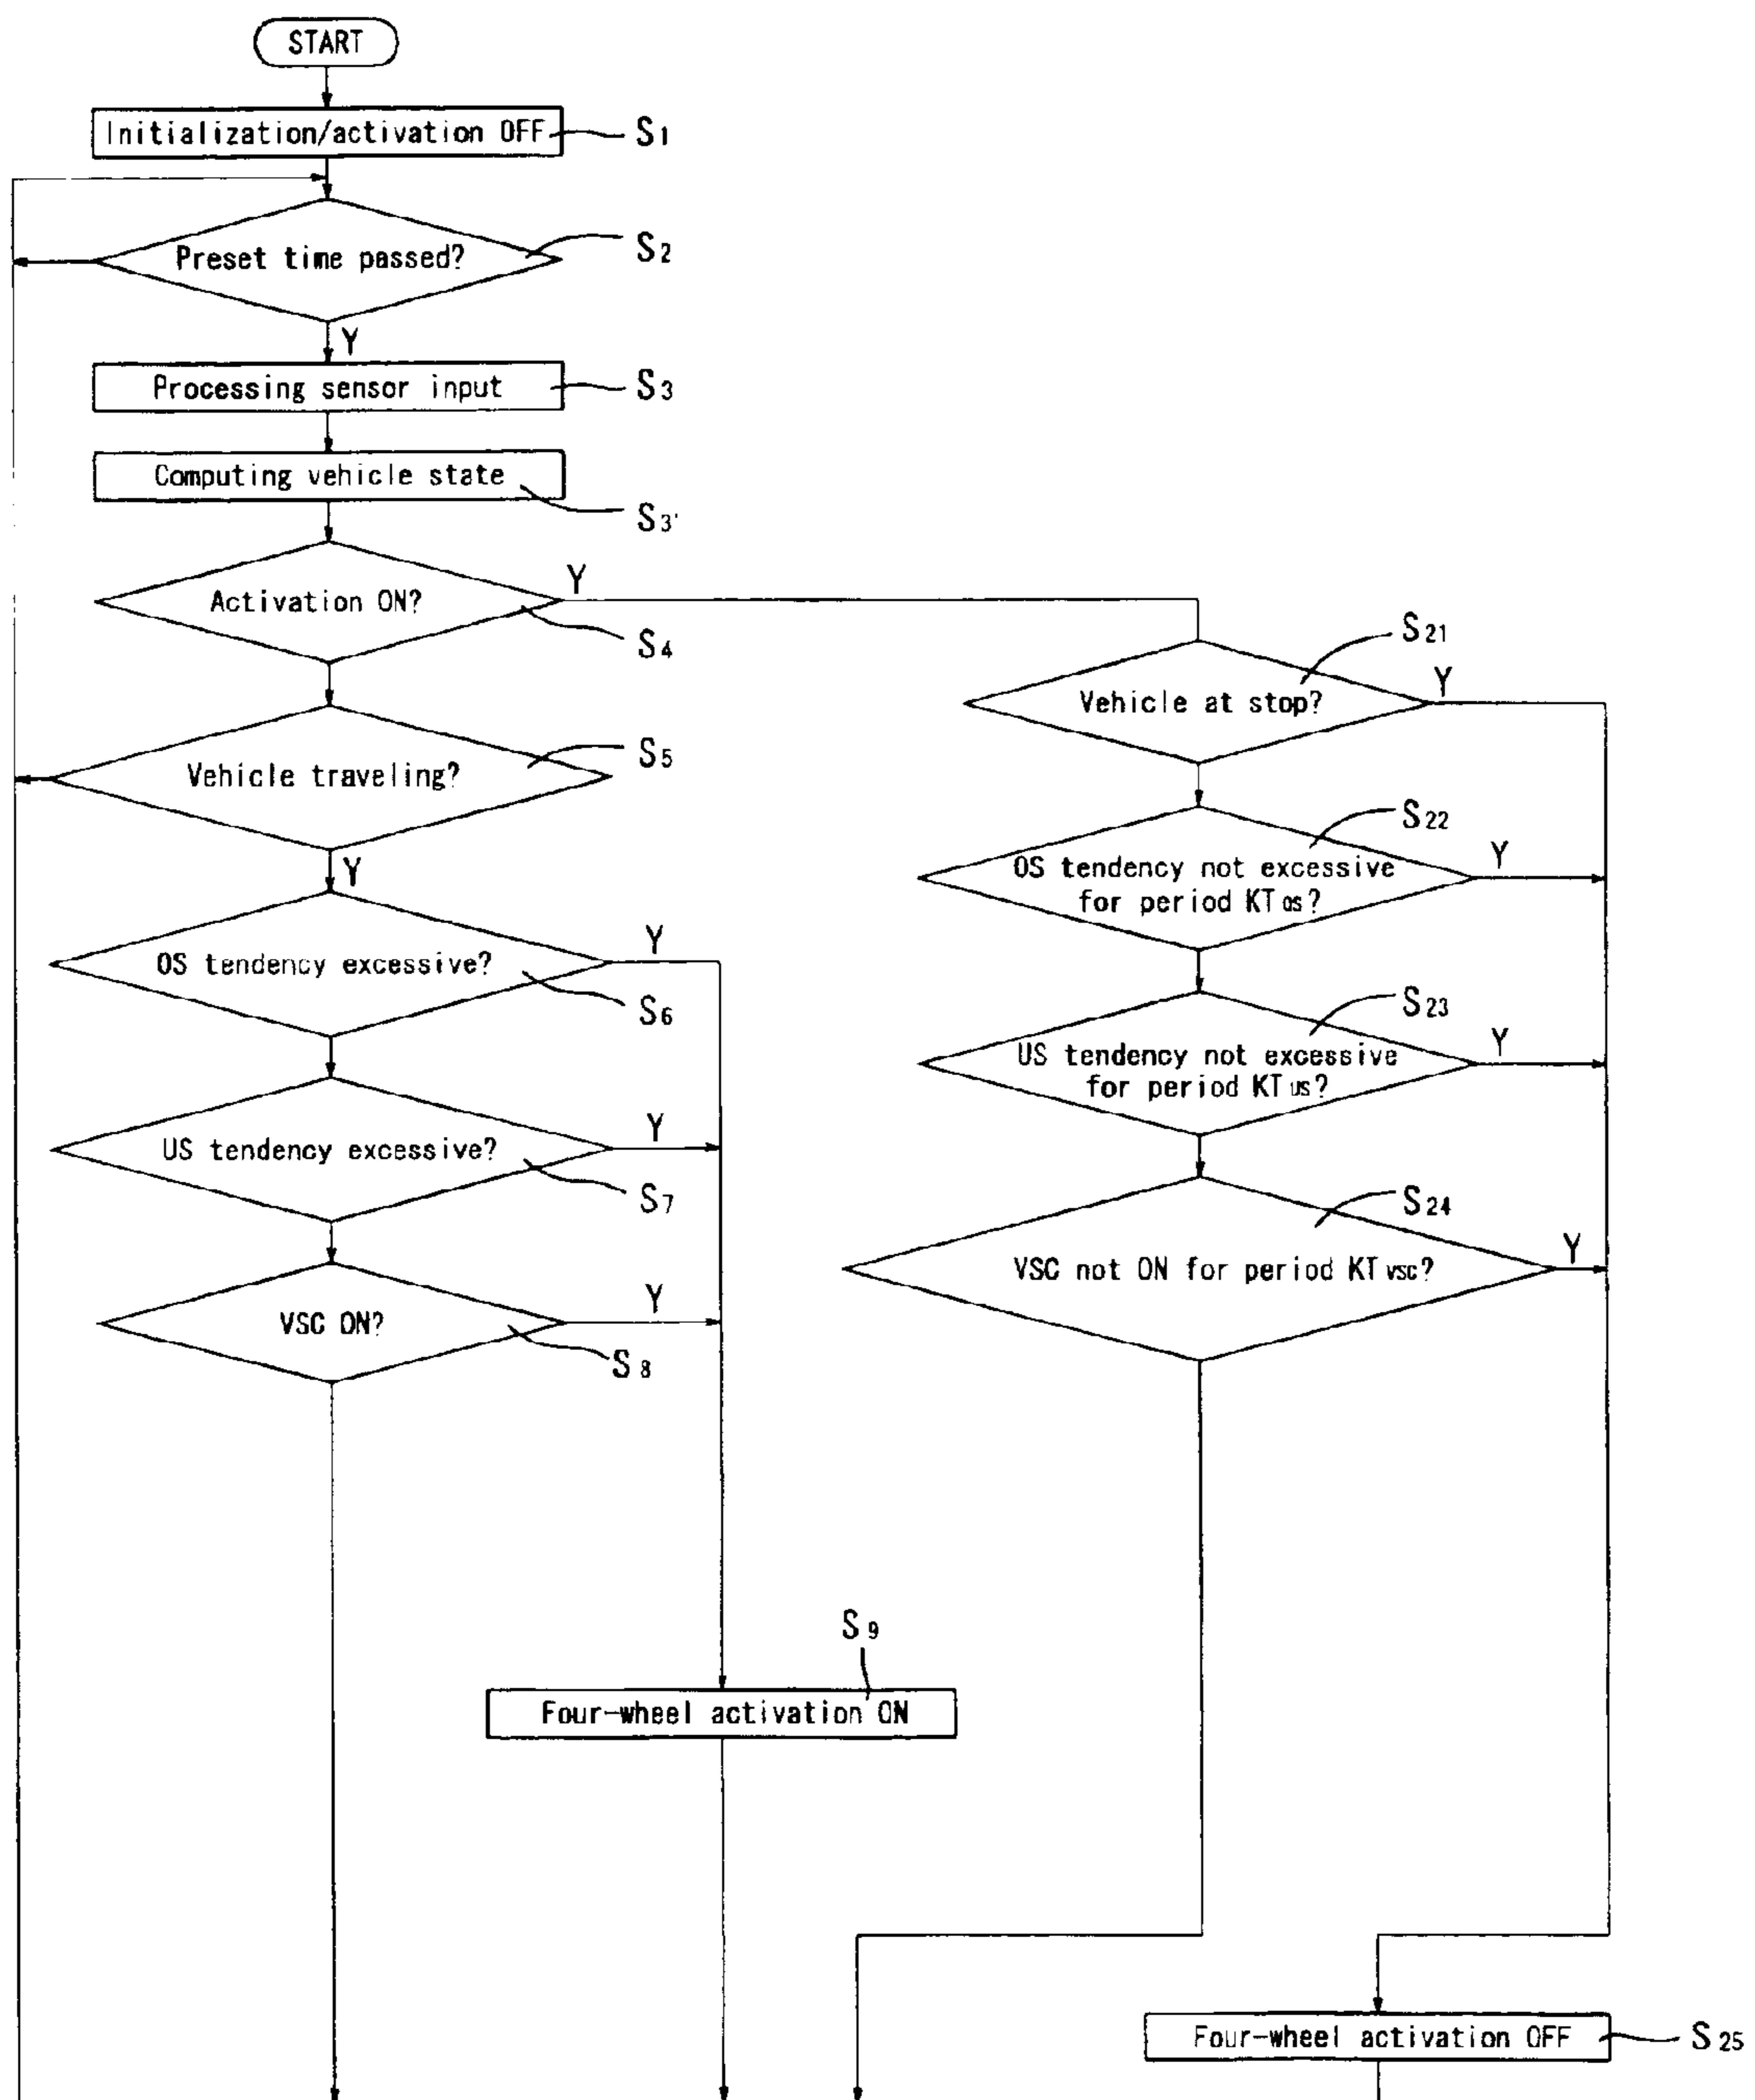 START
Initialization/activation OFF
S1
Preset time passed?
S2
Y
Processing sensor input
S3
Computing vehicle state
S3'
Activation ON?
Y
S4
Vehicle traveling?
S5
Y
OS tendency excessive?
Y
S6
US tendency excessive?
Y
S7
VSC ON?
Y
S8
Four-wheel activation ON
S9
Vehicle at stop?
S21
Y
OS tendency not excessive
for period KTOS?
S22
Y
US tendency not excessive
for period KTUS?
S23
Y
VSC not ON for period KTVSC?
S24
Y
Four-wheel activation OFF
S25